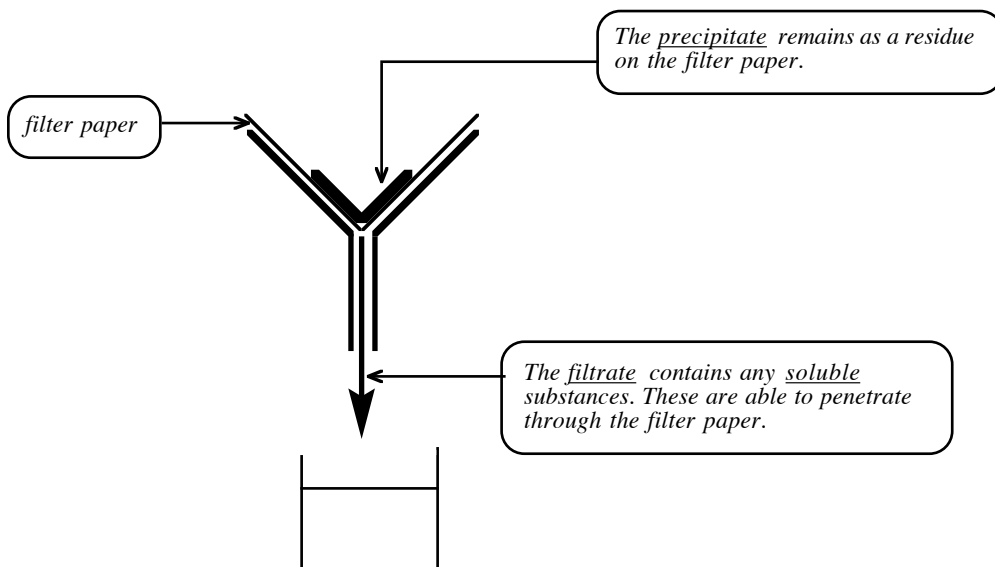 The precipitate remains as a residue
on the filter paper.
filter paper
The filtrate contains any soluble
substances. These are able to penetrate
through the filter paper.